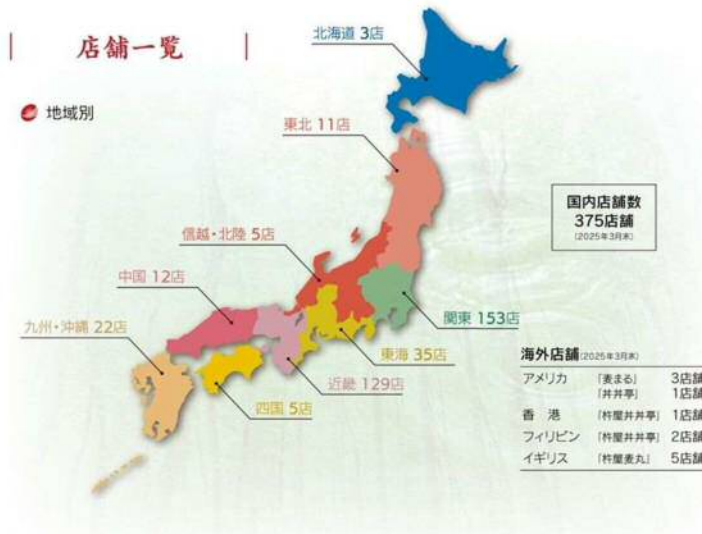 店舗一覧
地域別
北海道 3店
東北 11店
信越・北陸 5店
中国 12店
九州・沖縄 22店
関東 153店
東海 35店
近畿 129店
四国 5店
国内店舗数
375店舗
(2025年3月末)
海外店舗(2025年3月末)
アメリカ 「麦まる」 3店舗
「丼丼亭」 1店舗
香 港 「杵屋丼丼亭」 1店舗
フィリピン 「杵屋丼丼亭」 2店舗
イギリス 「杵屋麦丸」 5店舗